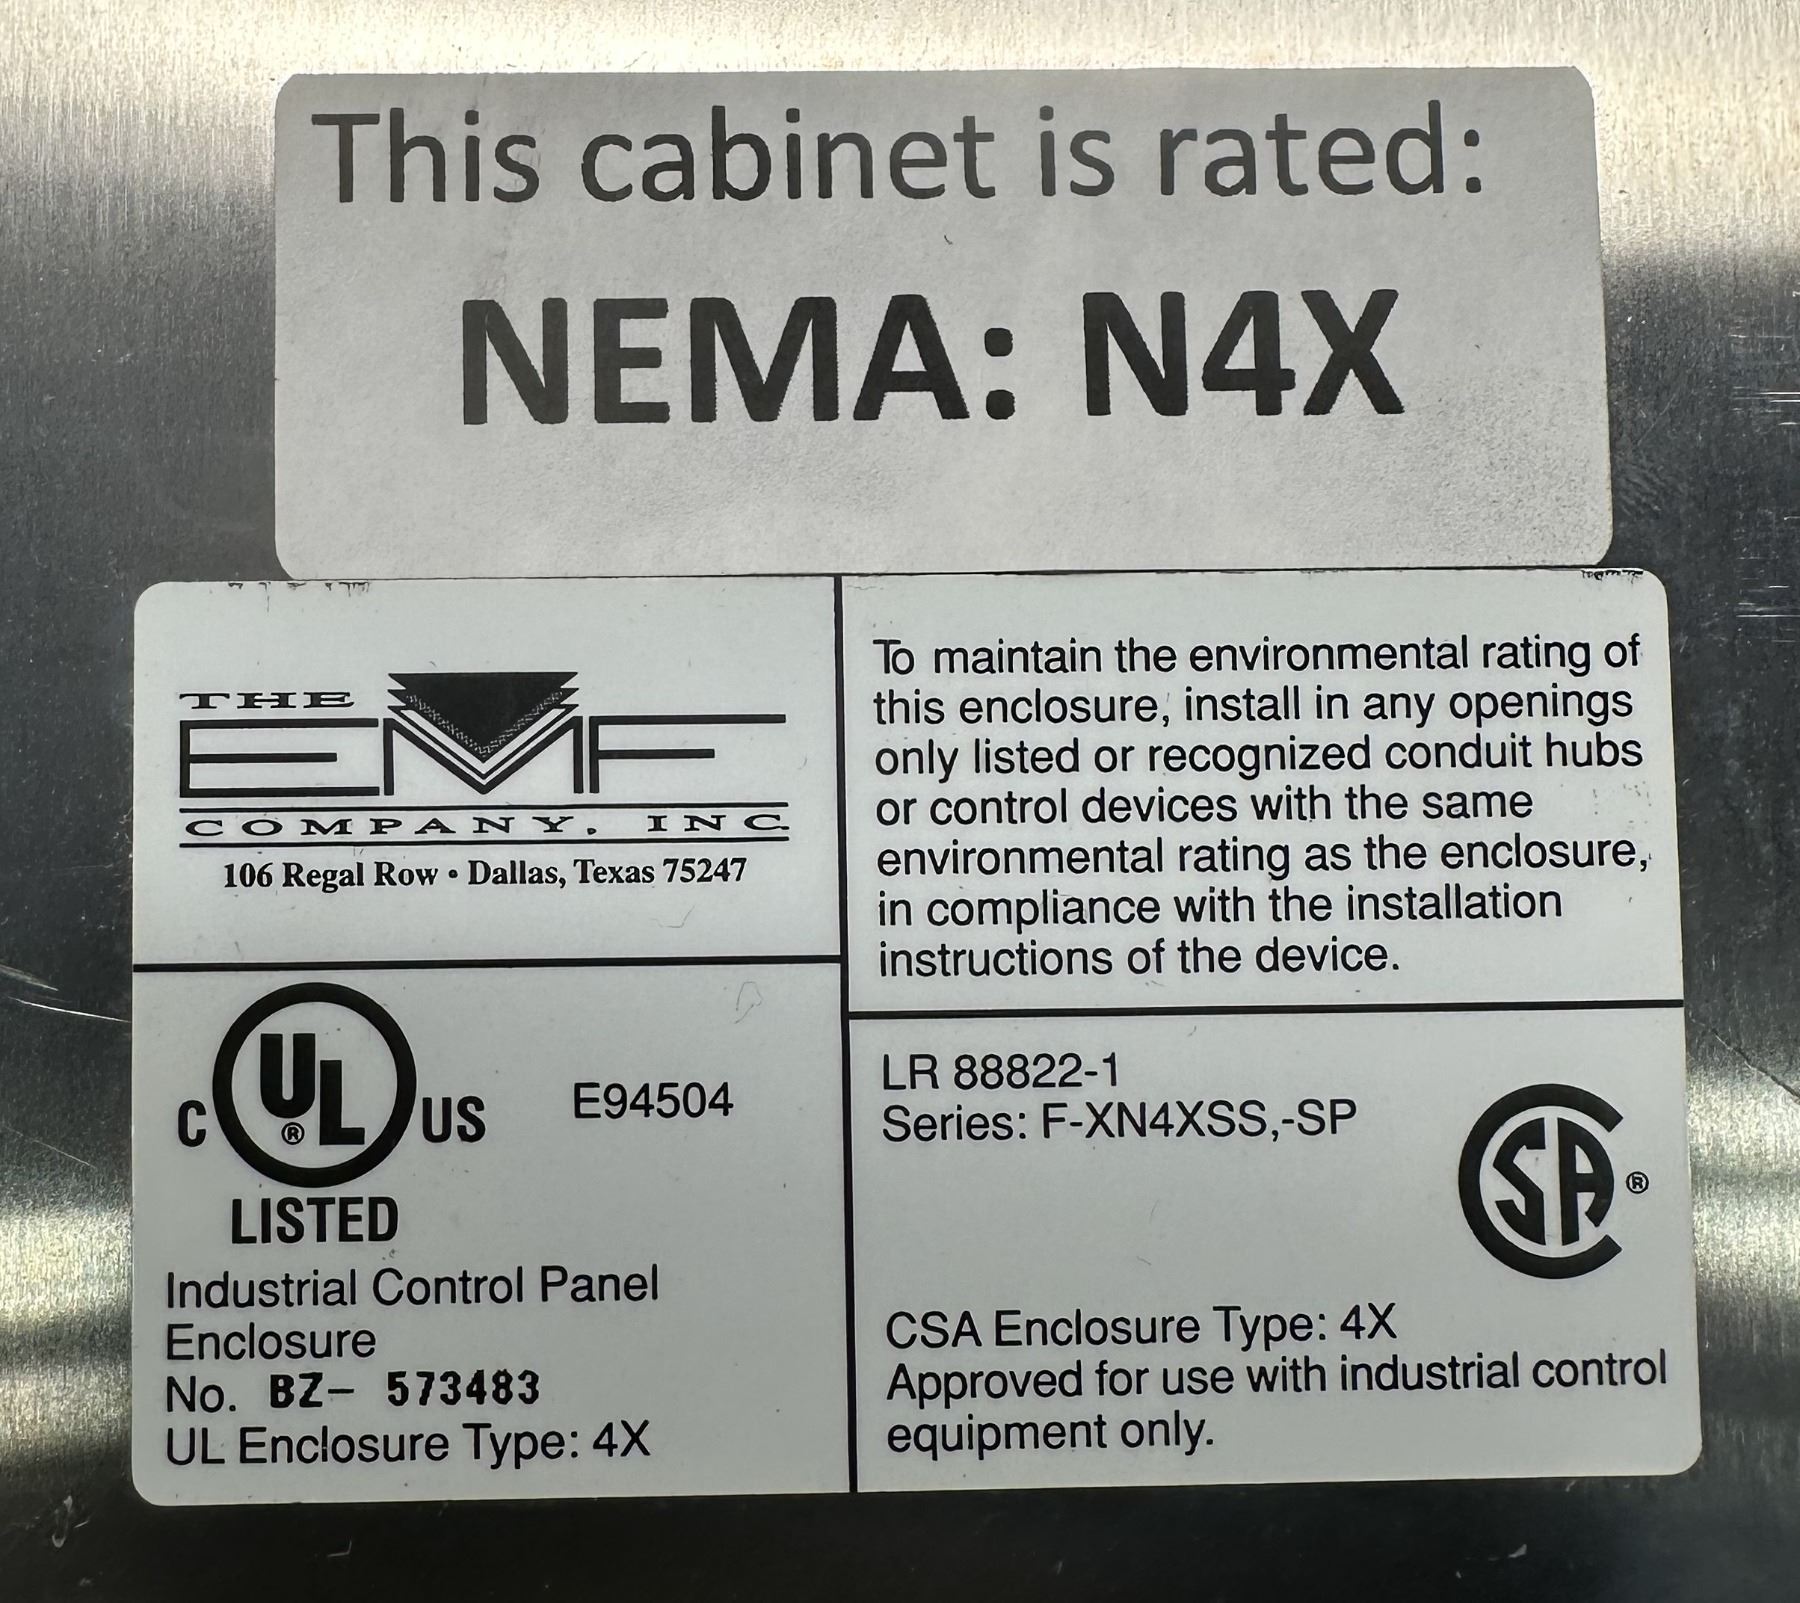 This cabinet is rated:
NEMA: N4X
THE
EMF
COMPANY, INC.
106 Regal Row • Dallas, Texas 75247
To maintain the environmental rating of
this enclosure, install in any openings
only listed or recognized conduit hubs
or control devices with the same
environmental rating as the enclosure,
in compliance with the installation
instructions of the device.
C UL® US E94504
LISTED
Industrial Control Panel
Enclosure
No. BZ- 573483
UL Enclosure Type: 4X
LR 88822-1
Series: F-XN4XSS,-SP
CSA®
CSA Enclosure Type: 4X
Approved for use with industrial control
equipment only.